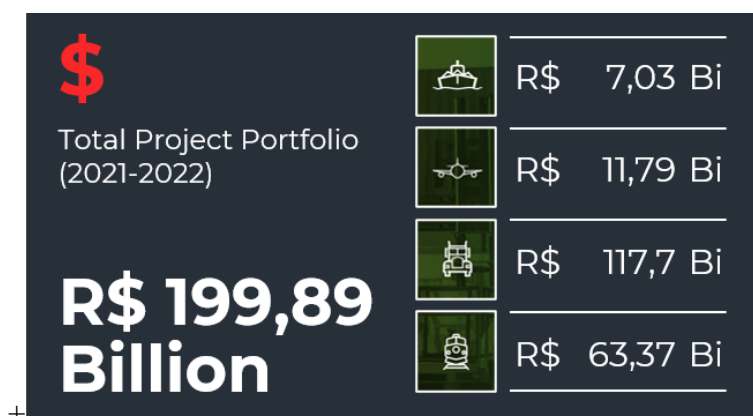 $
Total Project Portfolio
(2021-2022)
R$ 199,89
Billion
R$ 7,03 Bi
R$ 11,79 Bi
R$ 117,7 Bi
R$ 63,37 Bi
+